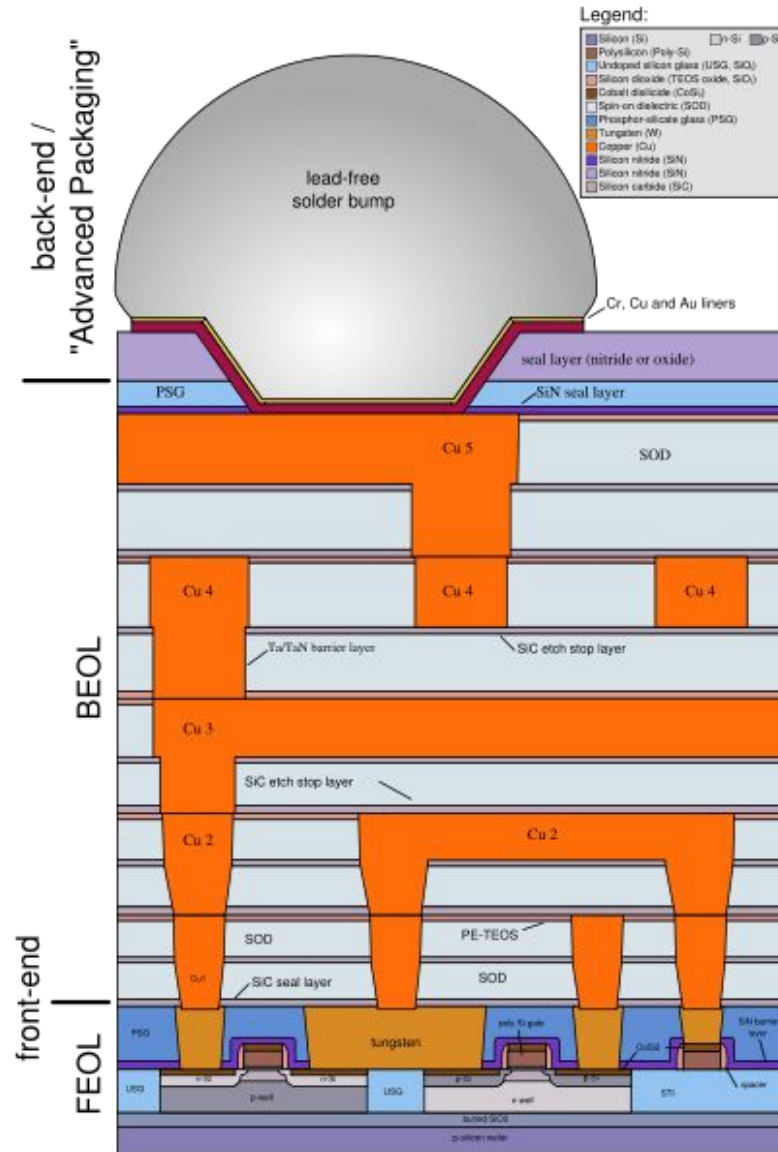 Legend:
Silicon (Si) n-Si p-S
Polysilicon (Poly-Si)
Undoped silicon glass (USG, SiO₂)
Silicon dioxide (TEOS oxide, SiO₂)
Cobalt disilicide (CoSi₂)
Spin-on dielectric (SOD)
Phosphor-silicate glass (PSG)
Tungsten (W)
Copper (Cu)
Silicon nitride (SiN)
Silicon nitride (SiN)
Silicon carbide (SiC)
back-end /
"Advanced Packaging"
lead-free
solder bump
Cr, Cu and Au liners
seal layer (nitride or oxide)
PSG
SiN seal layer
Cu 5
SOD
Cu 4
Cu 4
Cu 4
Ta/TaN barrier layer
SiC etch stop layer
BEOL
Cu 3
SiC etch stop layer
Cu 2
Cu 2
front-end
SOD
PE-TEOS
Cu 1
SiC seal layer
SOD
FEOL
PSG
tungsten
poly Si gate
CoSi2
SiN barrier
layer
spacer
USG
n-Si
n-Si
p-well
USG
p-Si
p-Si
n-well
STI
buried SiO2
p-silicon wafer